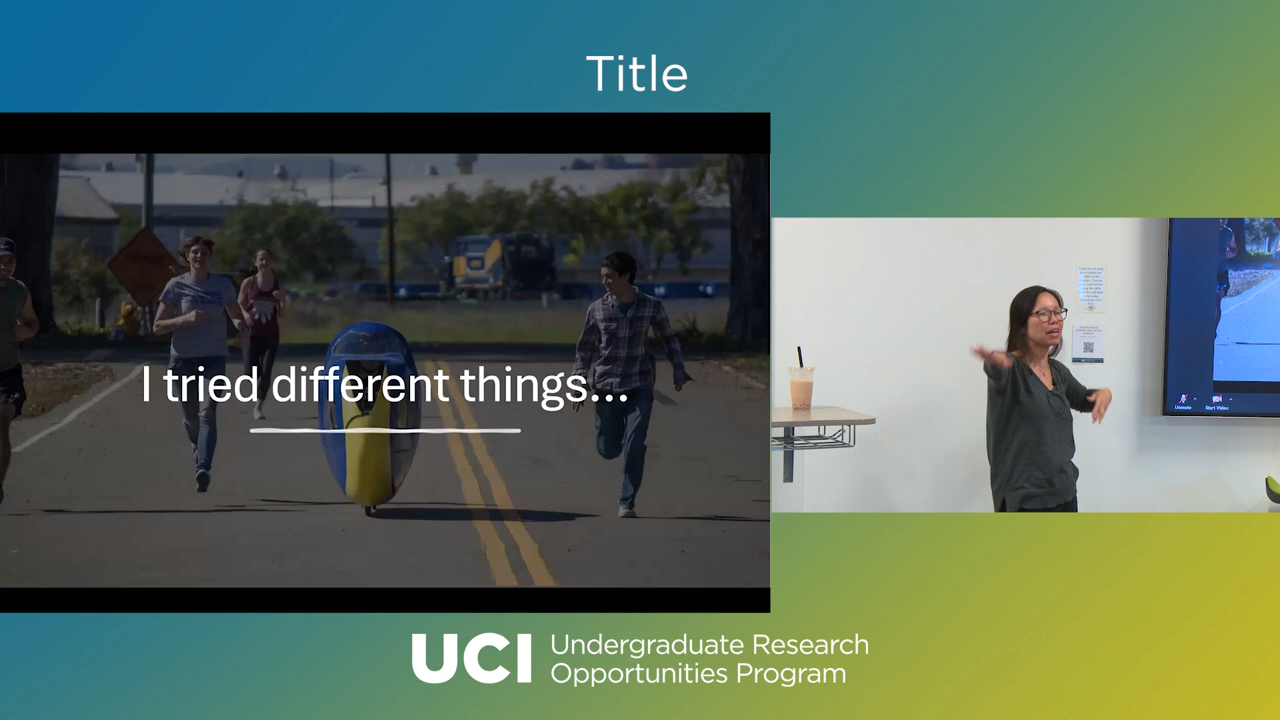 Title
I tried different things...
Unmute
Start Video
UCI
Undergraduate Research
Opportunities Program